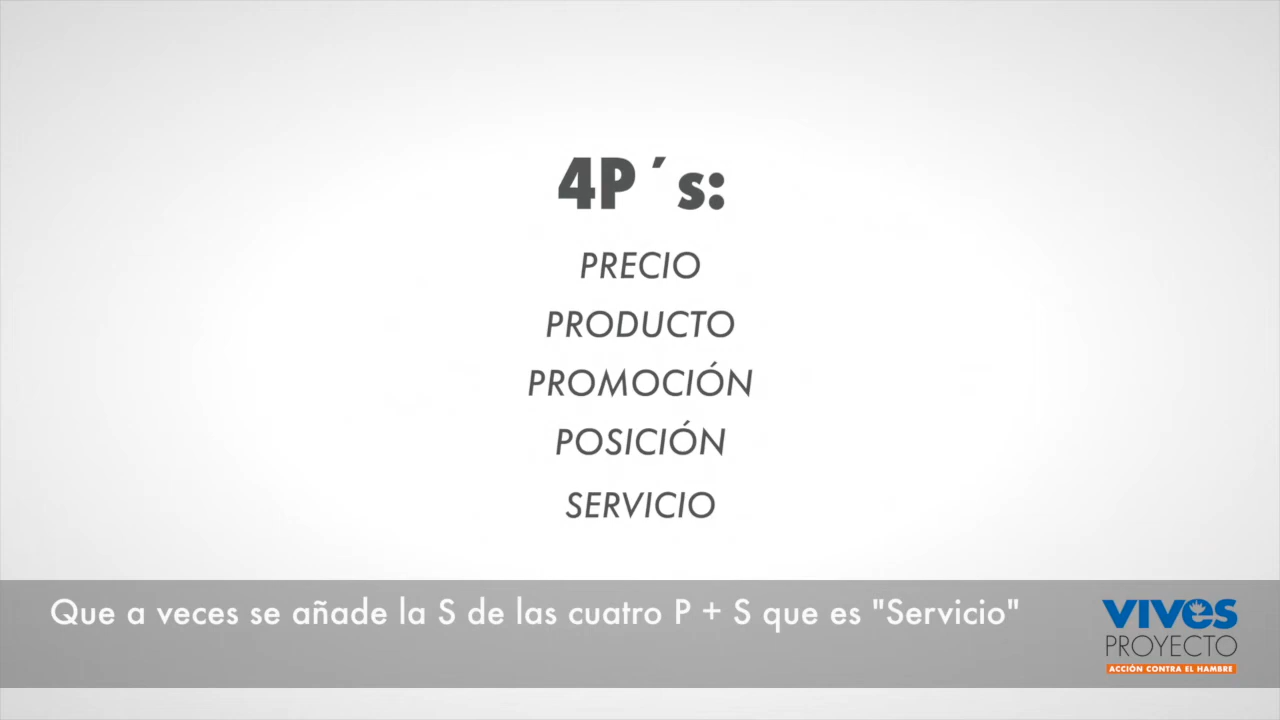 4P´s:
PRECIO
PRODUCTO
PROMOCIÓN
POSICIÓN
SERVICIO
Que a veces se añade la S de las cuatro P + S que es "Servicio"
VIVES
PROYECTO
ACCIÓN CONTRA EL HAMBRE